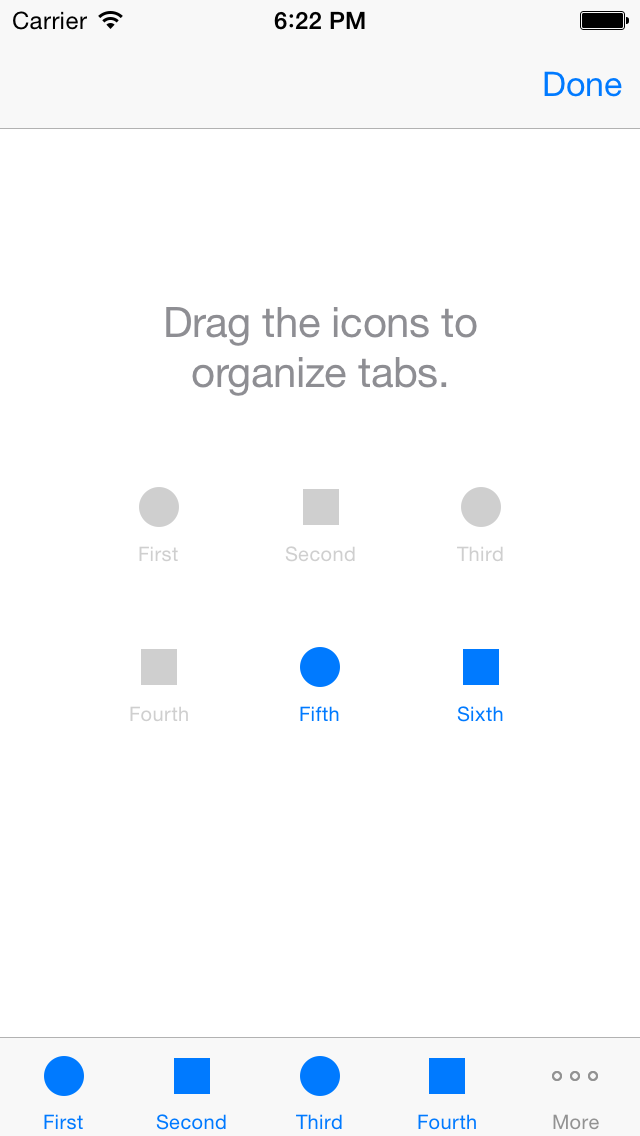 Carrier 6:22 PM
Done
Drag the icons to
organize tabs.
First Second Third
Fourth Fifth Sixth
First Second Third Fourth More